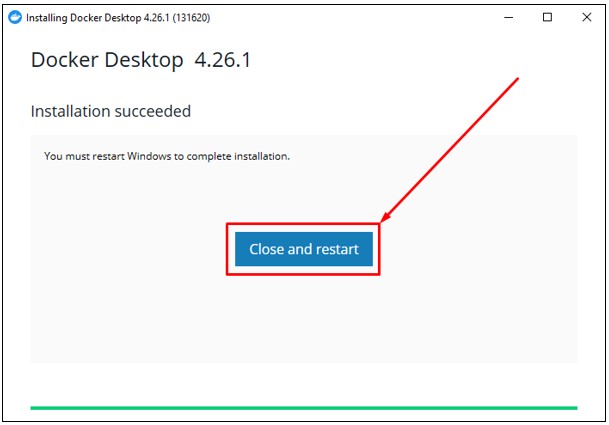 Installing Docker Desktop 4.26.1 (131620)
Docker Desktop 4.26.1
Installation succeeded
You must restart Windows to complete installation.
Close and restart